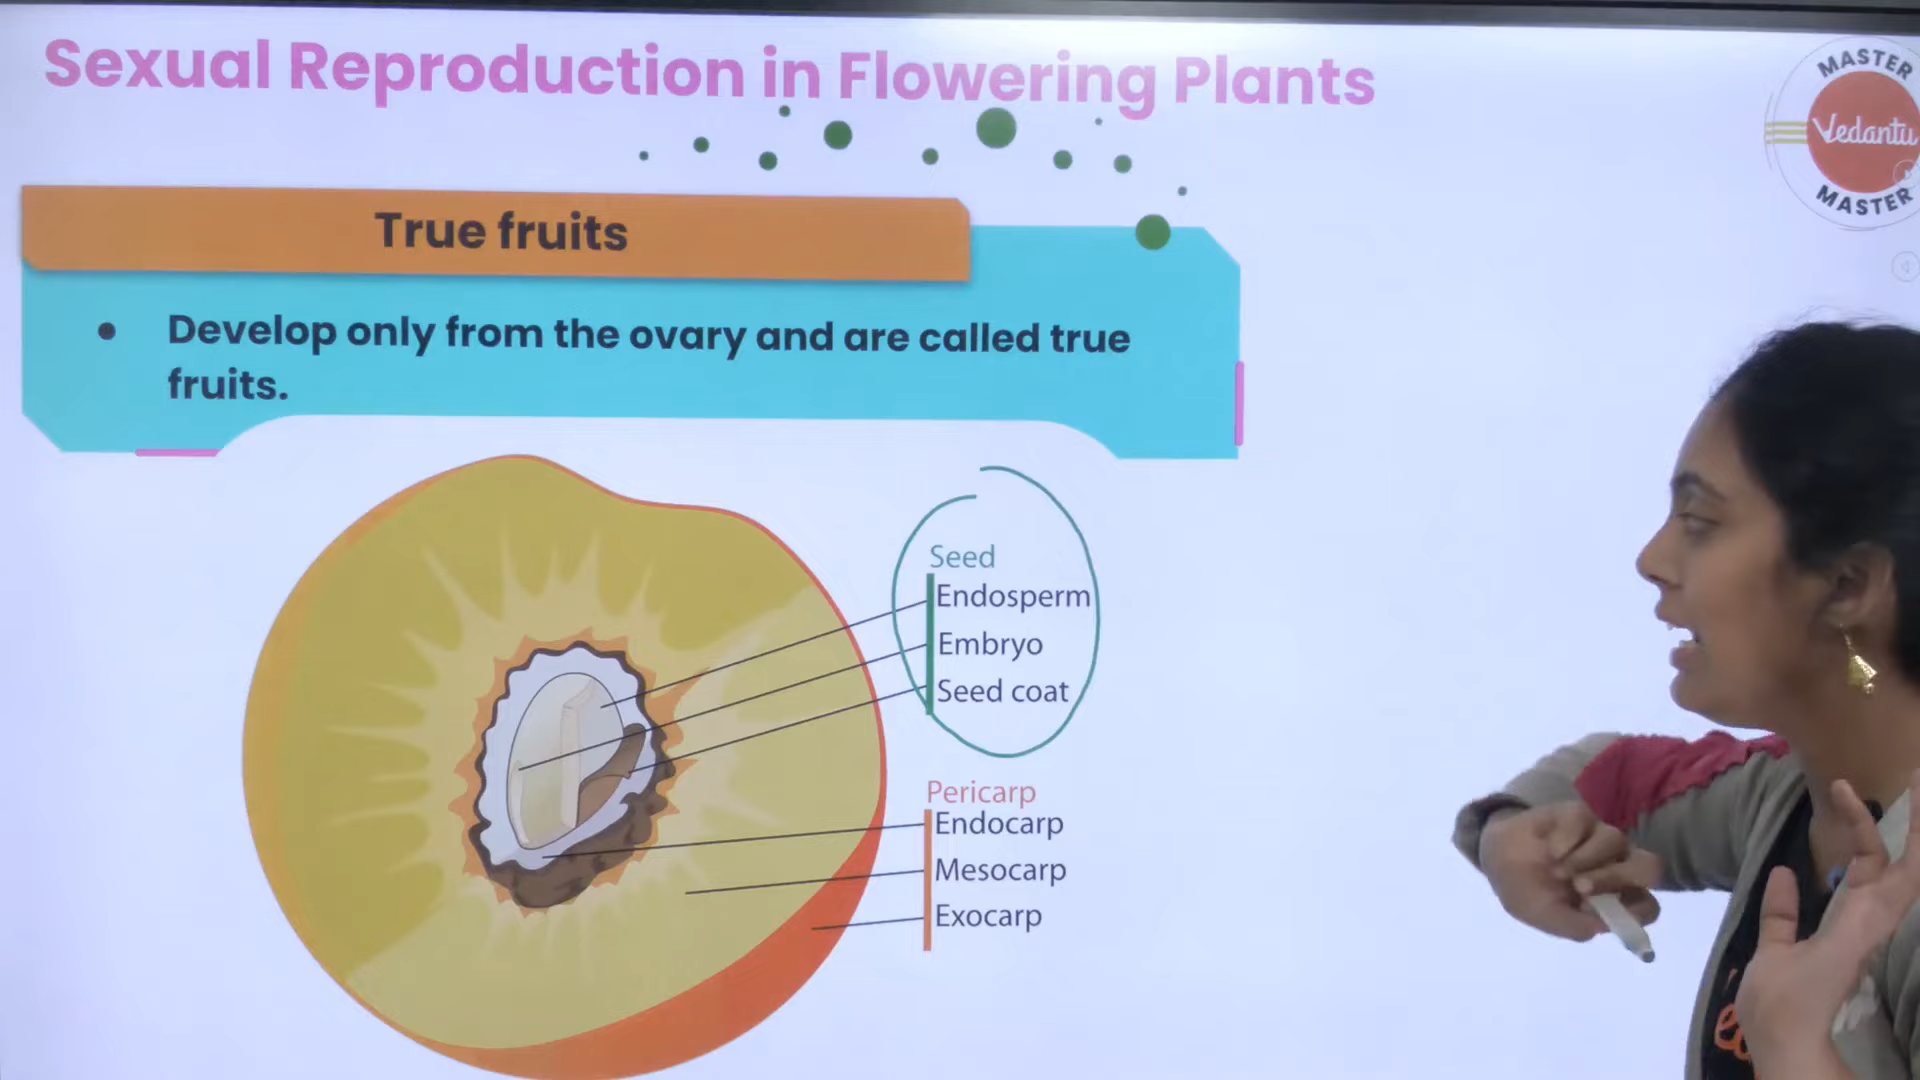 Sexual Reproduction in Flowering Plants
MASTER
Vedantu
MASTER
True fruits
• Develop only from the ovary and are called true
fruits.
Seed
Endosperm
Embryo
Seed coat
Pericarp
Endocarp
Mesocarp
Exocarp